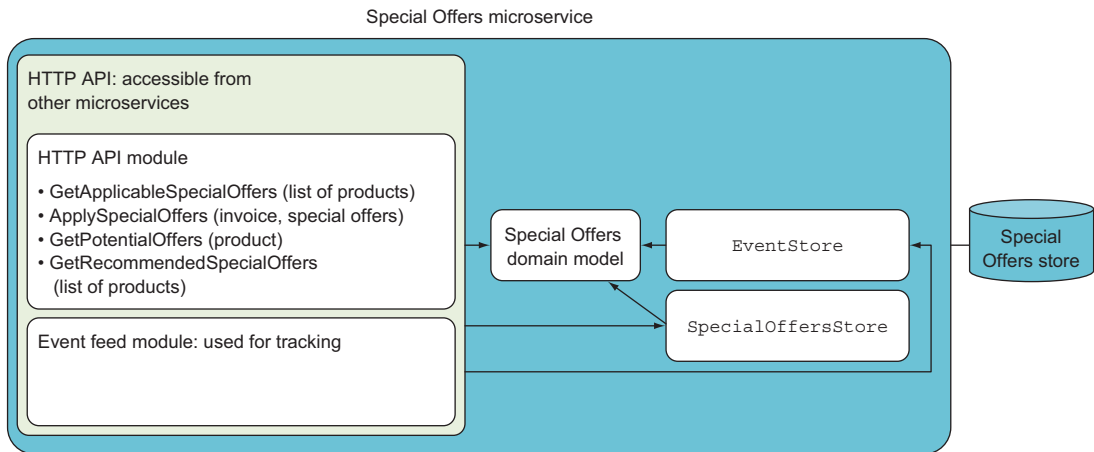 Special Offers microservice
HTTP API: accessible from
other microservices
HTTP API module
• GetApplicableSpecialOffers (list of products)
• ApplySpecialOffers (invoice, special offers)
• GetPotentialOffers (product)
• GetRecommendedSpecialOffers
(list of products)
Event feed module: used for tracking
Special Offers
domain model
EventStore
SpecialOffersStore
Special
Offers store